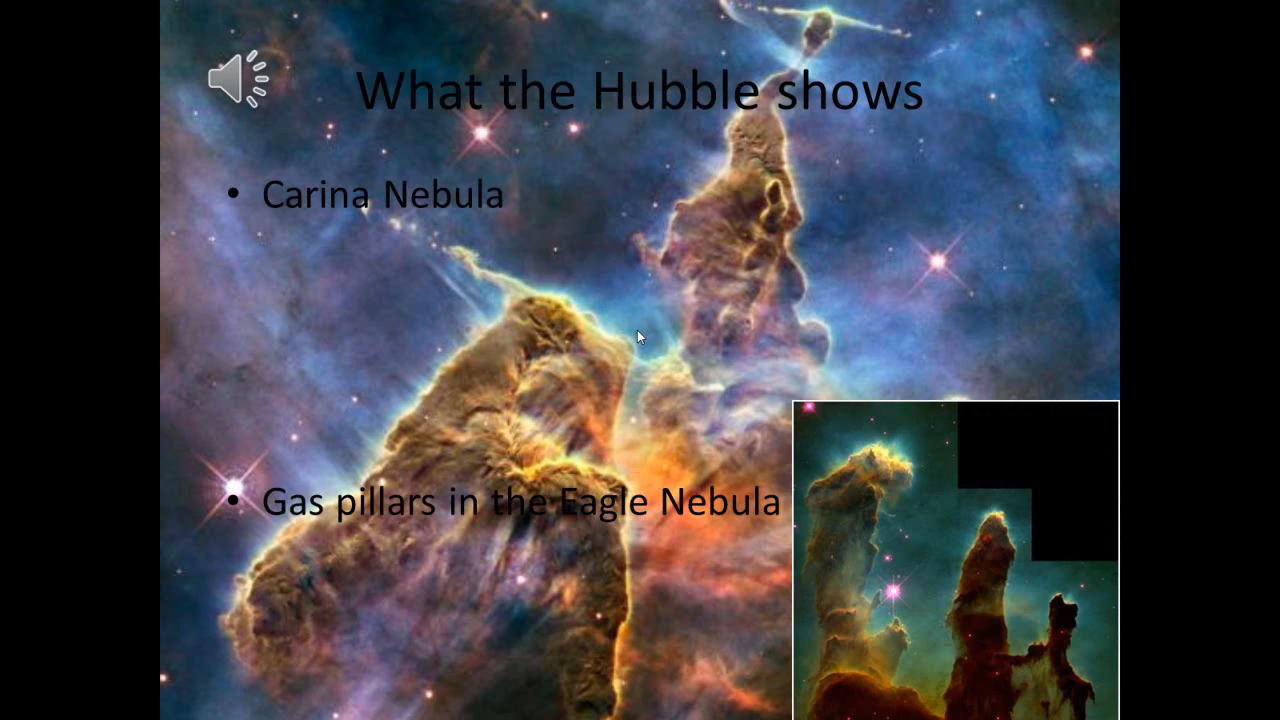 What the Hubble shows
• Carina Nebula
• Gas pillars in the Eagle Nebula